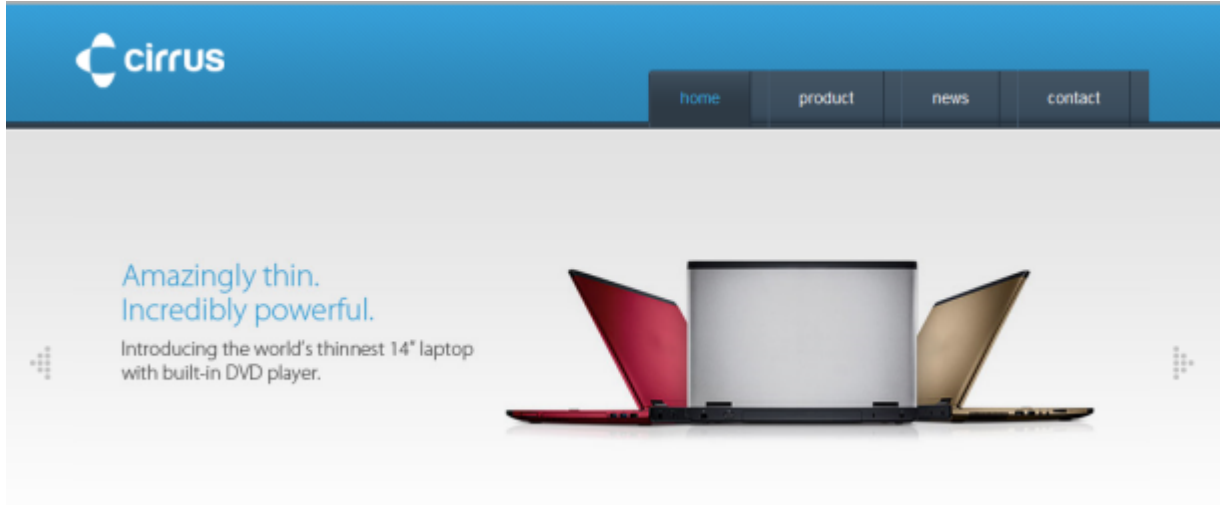 cirrus
home product news contact
Amazingly thin.
Incredibly powerful.
Introducing the world's thinnest 14" laptop
with built-in DVD player.